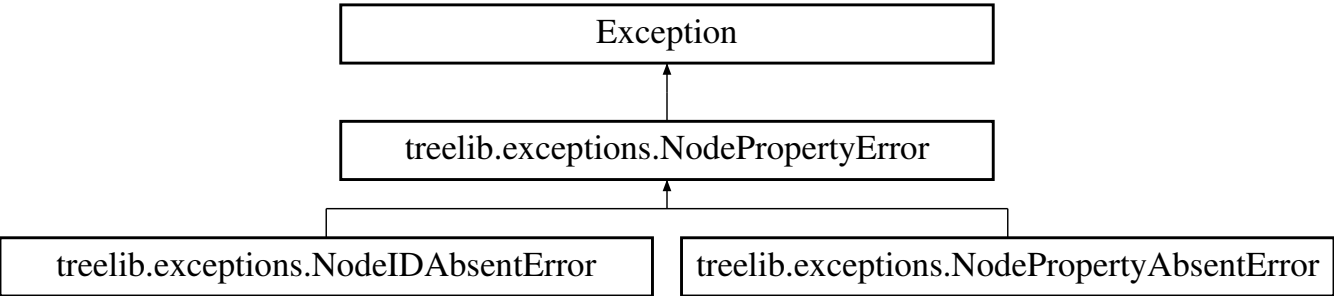 Exception
treelib.exceptions.NodePropertyError
treelib.exceptions.NodeIDAbsentError
treelib.exceptions.NodePropertyAbsentError